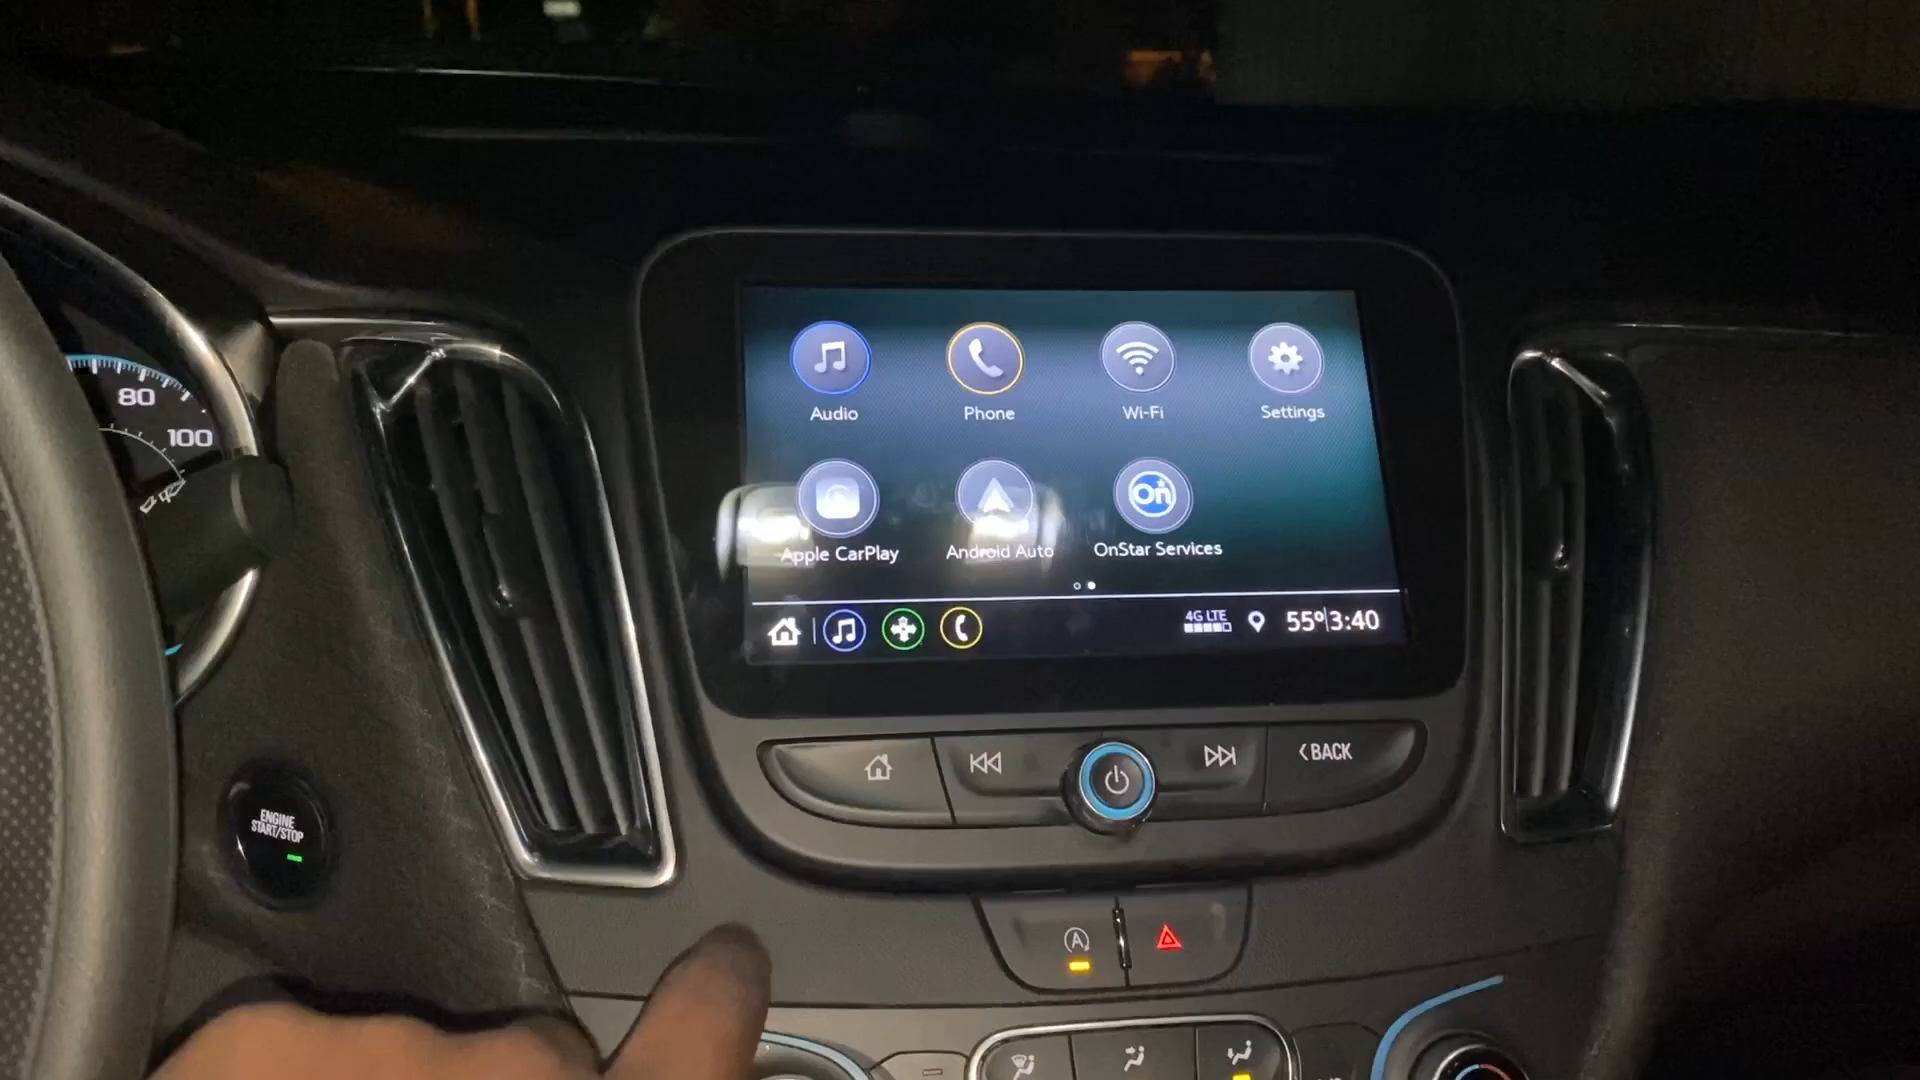 80
100
Audio
Phone
Wi-Fi
Settings
On
Apple CarPlay
Android Auto
OnStar Services
4G LTE
55° 3:40
BACK
ENGINE
START/STOP
A